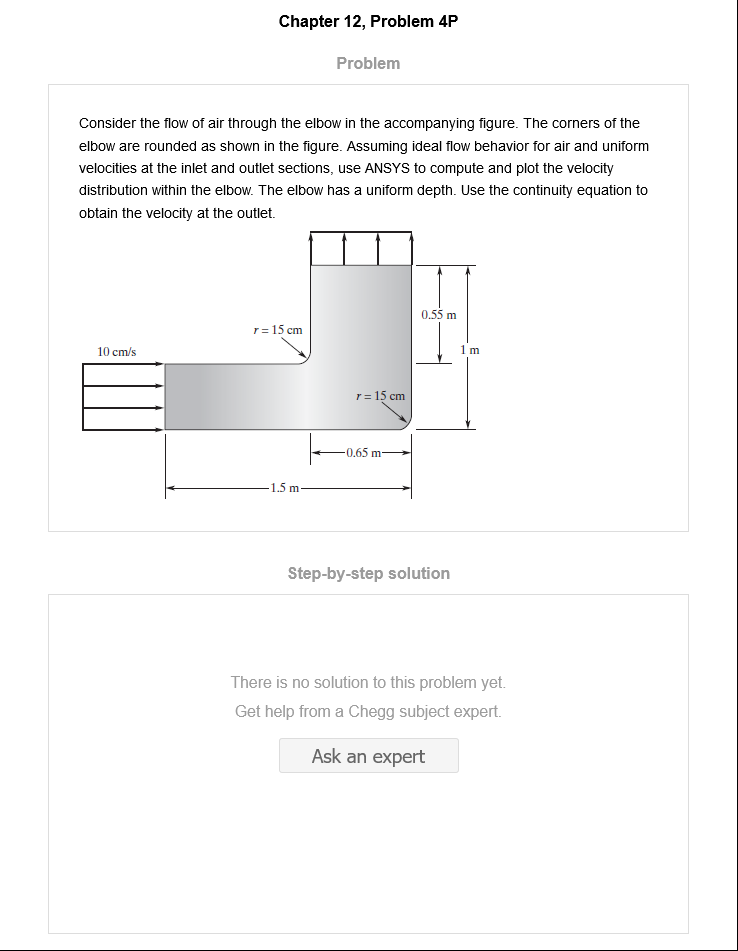 Chapter 12, Problem 4P
Problem
Consider the flow of air through the elbow in the accompanying figure. The corners of the
elbow are rounded as shown in the figure. Assuming ideal flow behavior for air and uniform
velocities at the inlet and outlet sections, use ANSYS to compute and plot the velocity
distribution within the elbow. The elbow has a uniform depth. Use the continuity equation to
obtain the velocity at the outlet.
0.55 m
r = 15 cm
10 cm/s
1 m
r = 15 cm
0.65 m
1.5 m
Step-by-step solution
There is no solution to this problem yet.
Get help from a Chegg subject expert.
Ask an expert